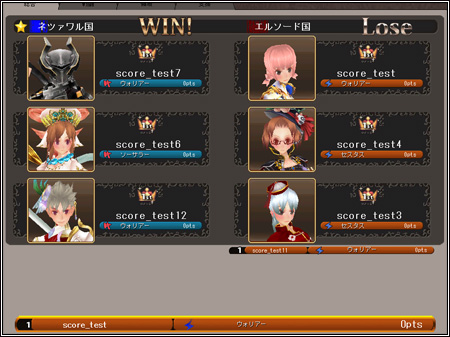 ネツァワル国 WIN!
エルソード国 Lose
score_test7
ウォリアー 0pts
score_test
ウォリアー 0pts
score_test6
ソーサラー 0pts
score_test4
セスタス 0pts
score_test12
ウォリアー 0pts
score_test3
セスタス 0pts
1 score_test11 ウォリアー 0pts
1 score_test ウォリアー 0pts